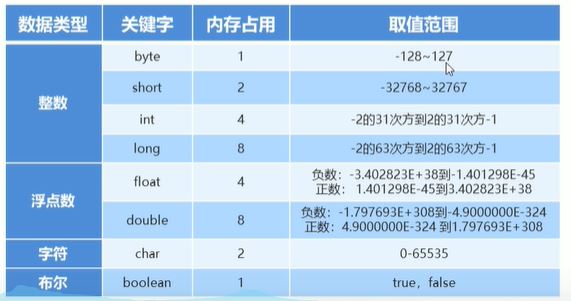 数据类型 关键字 内存占用 取值范围
整数 byte 1 -128~127
short 2 -32768~32767
int 4 -2的31次方到2的31次方-1
long 8 -2的63次方到2的63次方-1
浮点数 float 4 负数：-3.402823E+38到-1.401298E-45
正数： 1.401298E-45到3.402823E+38
double 8 负数：-1.797693E+308到-4.9000000E-324
正数：4.9000000E-324 到1.797693E+308
字符 char 2 0-65535
布尔 boolean 1 true，false